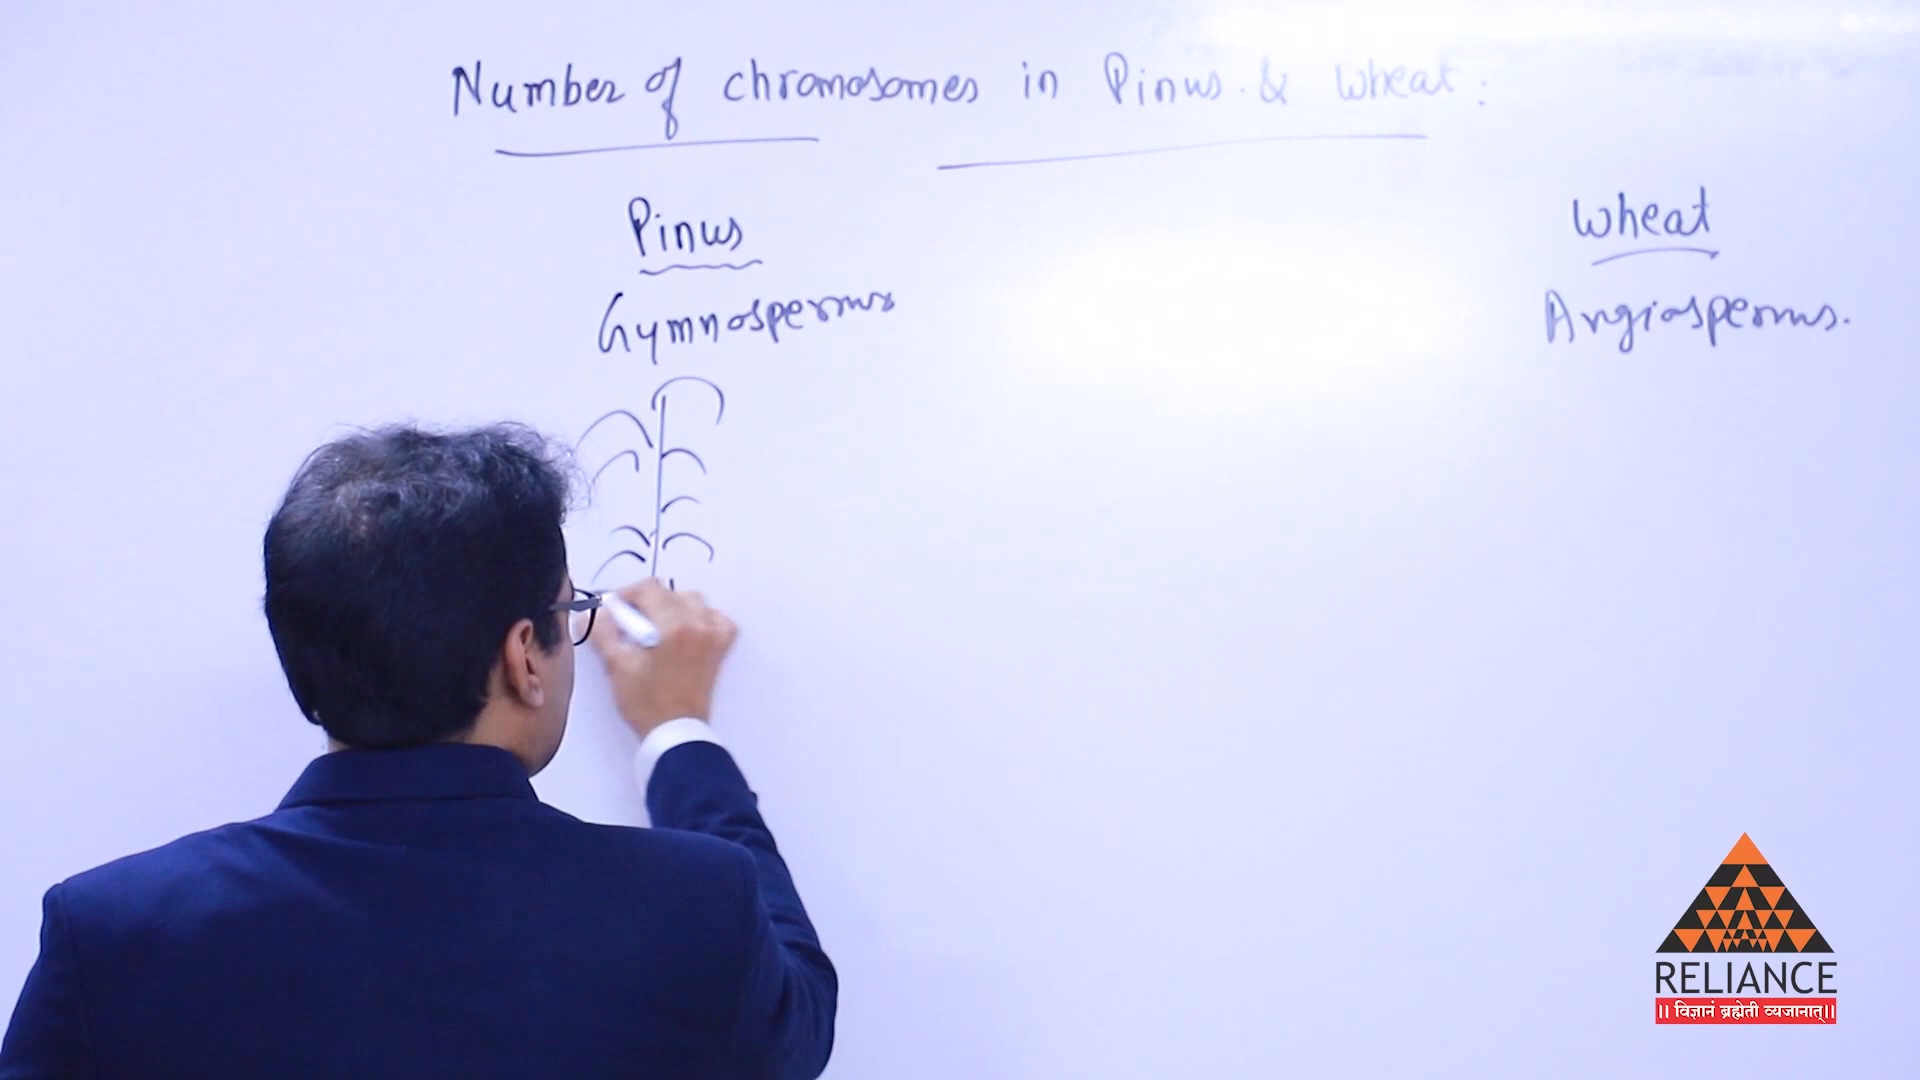 Number of chromosomes in Pinus. & Wheat:
Pinus
Wheat
Gymnosperms
Angiosperms.
RELIANCE
।। विज्ञानं ब्रह्मेती व्यजानात्।।